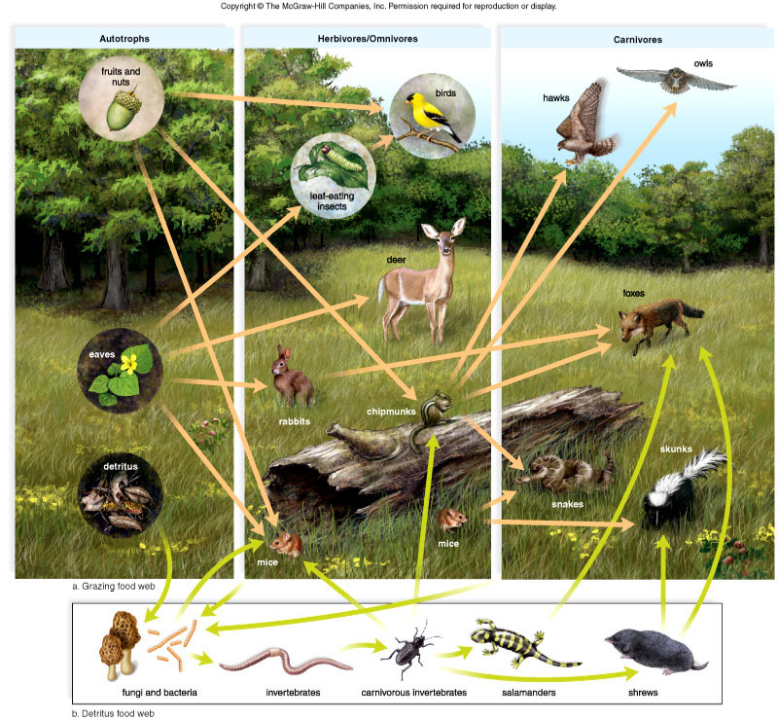 Copyright © The McGraw-Hill Companies, Inc. Permission required for reproduction or display.
Autotrophs
Herbivores/Omnivores
Carnivores
fruits and
nuts
birds
hawks
owls
leaf-eating
insects
deer
foxes
eaves
rabbits
chipmunks
detritus
skunks
snakes
mice
mice
a. Grazing food web
fungi and bacteria
invertebrates
carnivorous invertebrates
salamanders
shrews
b. Detritus food web